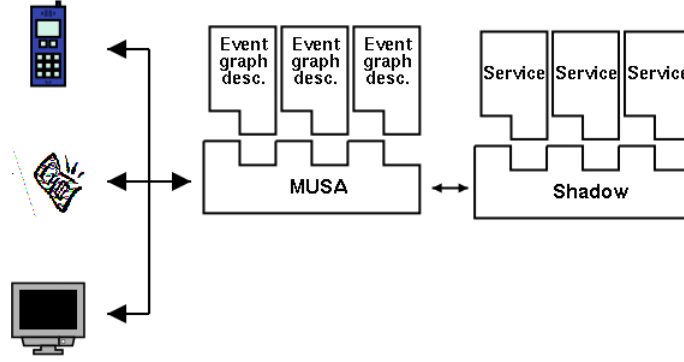 Event Event Event
graph graph graph
desc. desc. desc.
Service Service Service
MUSA
Shadow